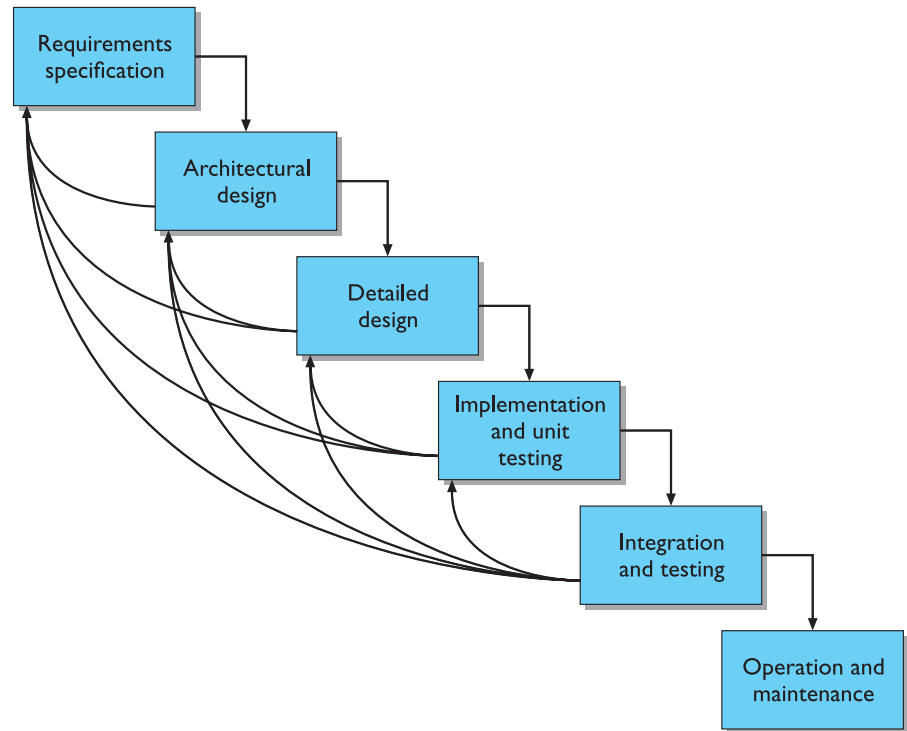 Requirements
specification
Architectural
design
Detailed
design
Implementation
and unit
testing
Integration
and testing
Operation and
maintenance